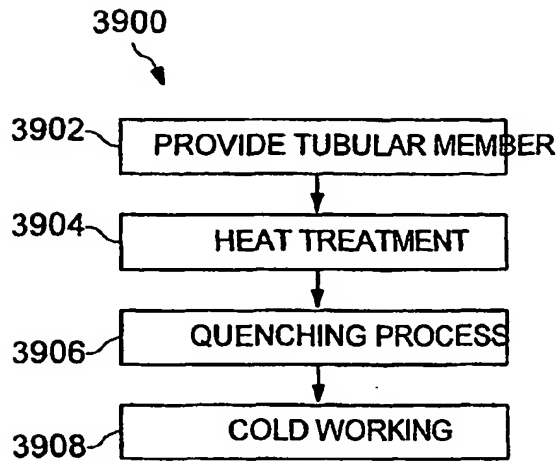 3900
3902 PROVIDE TUBULAR MEMBER
3904 HEAT TREATMENT
3906 QUENCHING PROCESS
3908 COLD WORKING